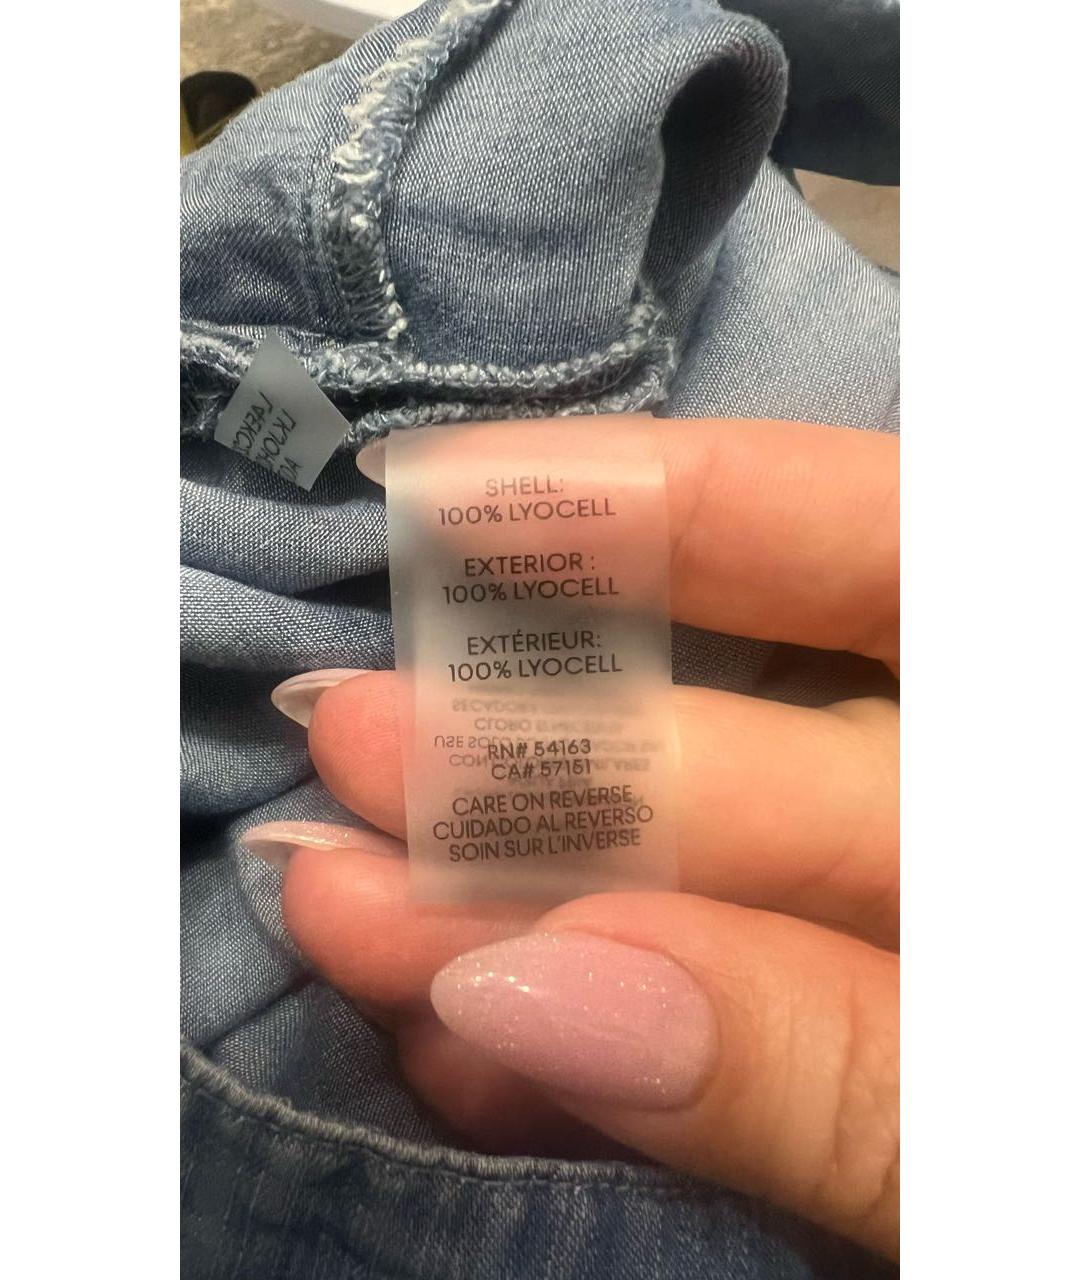 SHELL:
100% LYOCELL
EXTERIOR :
100% LYOCELL
EXTÉRIEUR:
100% LYOCELL
RN# 54163
CA# 57151
CARE ON REVERSE
CUIDADO AL REVERSO
SOIN SUR L'INVERSE